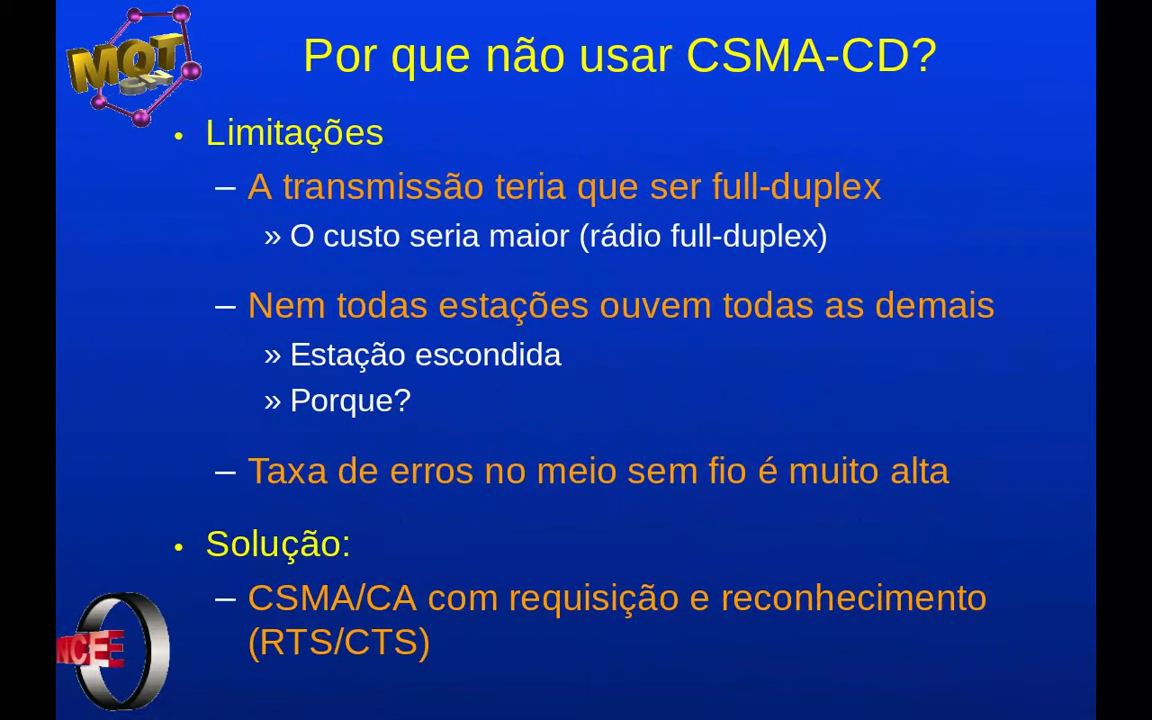 MQT
Por que não usar CSMA-CD?
• Limitações
– A transmissão teria que ser full-duplex
» O custo seria maior (rádio full-duplex)
– Nem todas estações ouvem todas as demais
» Estação escondida
» Porque?
– Taxa de erros no meio sem fio é muito alta
• Solução:
– CSMA/CA com requisição e reconhecimento
(RTS/CTS)